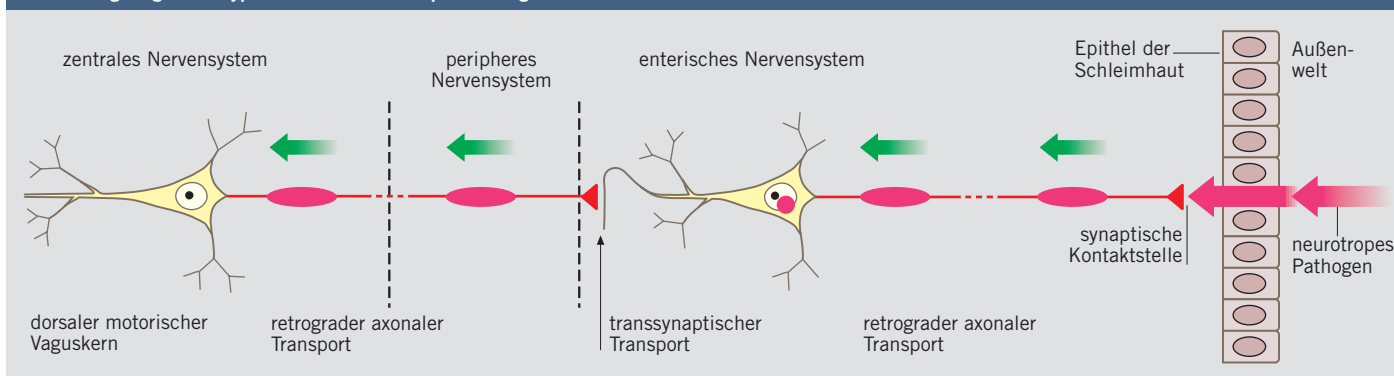 zentrales Nervensystem
peripheres
Nervensystem
enterisches Nervensystem
Epithel der
Schleimhaut
Außen-
welt
synaptische
Kontaktstelle
neurotropes
Pathogen
dorsaler motorischer
Vaguskern
retrograder axonaler
Transport
transsynaptischer
Transport
retrograder axonaler
Transport